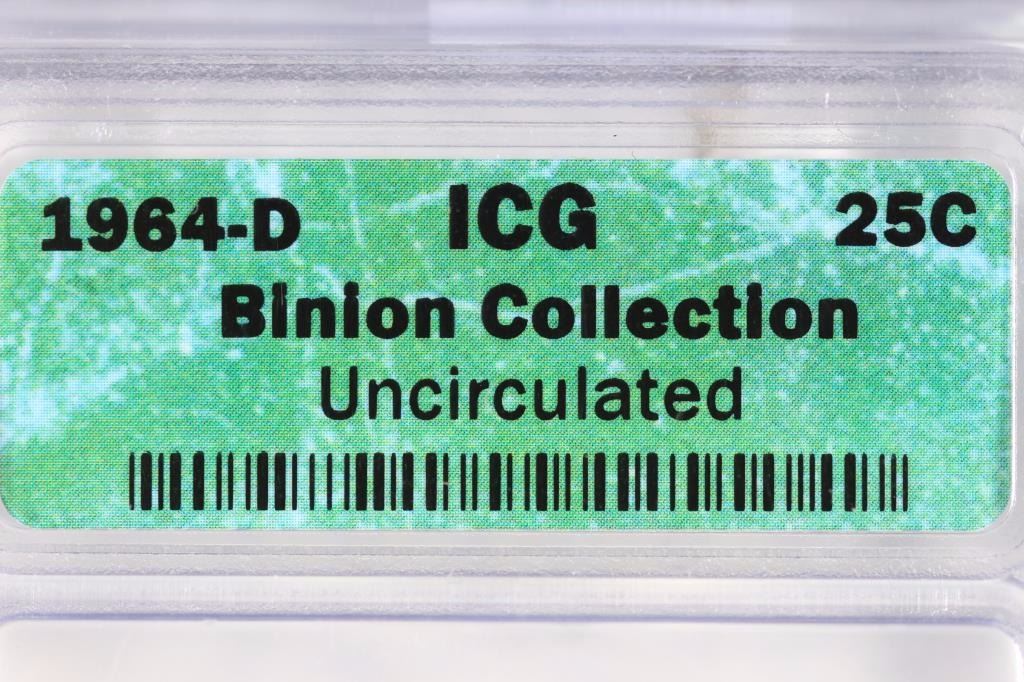 1964-D ICG 25C
Binion Collection
Uncirculated